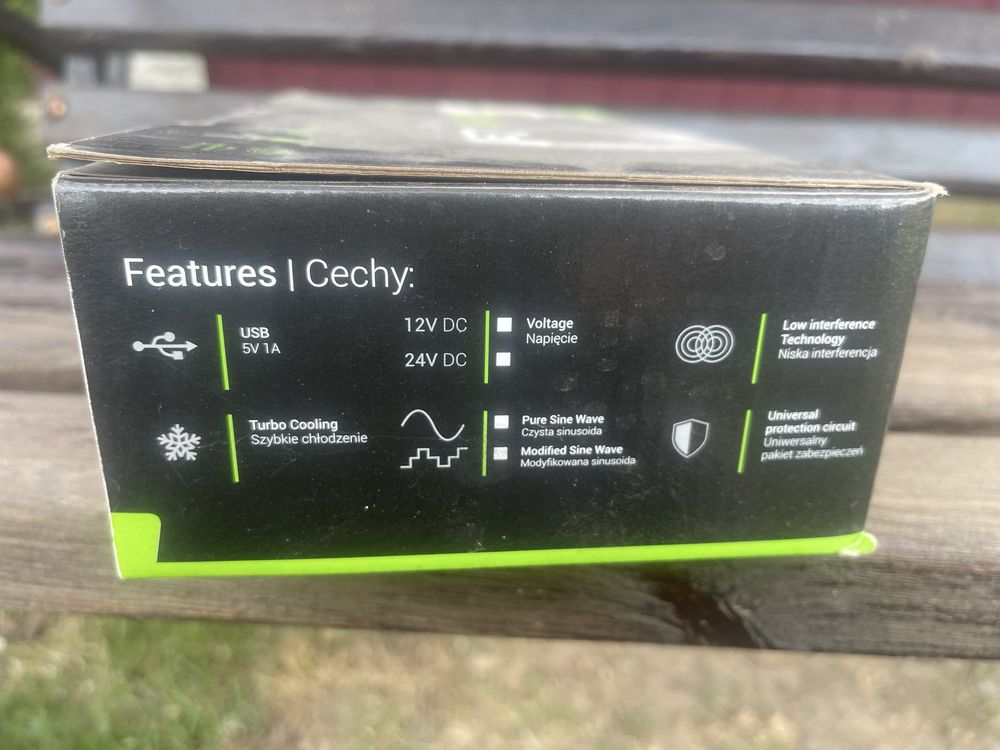 Features | Cechy:
USB
5V 1A
12V DC
24V DC
Voltage
Napięcie
Low interference
Technology
Niska interferencja
Turbo Cooling
Szybkie chłodzenie
Pure Sine Wave
Czysta sinusoida
Modified Sine Wave
Modyfikowana sinusoida
Universal
protection circuit
Uniwersalny
pakiet zabezpieczeń